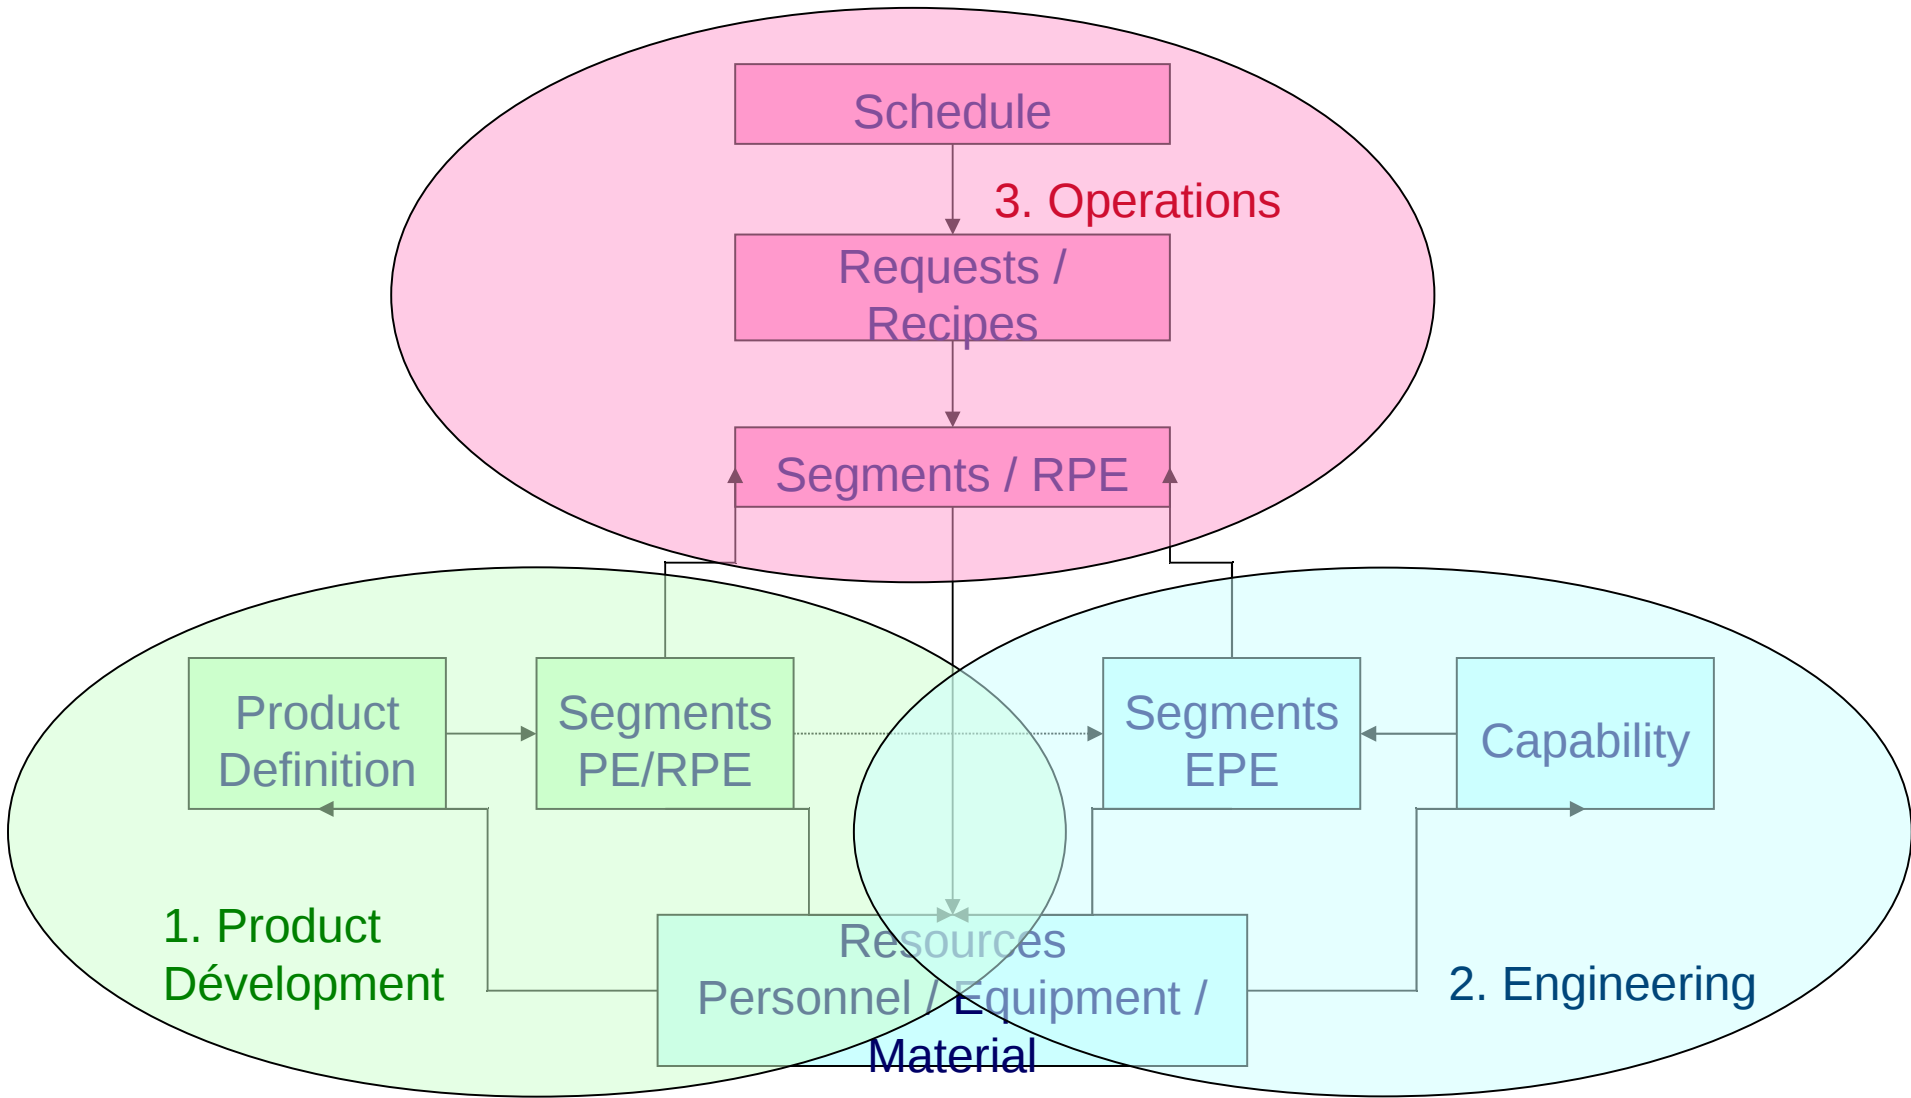 Schedule
3. Operations
Requests /
Recipes
Segments / RPE
Product
Definition
Segments
PE/RPE
Segments
EPE
Capability
1. Product
Dévelopment
Resources
Personnel / Equipment /
Material
2. Engineering